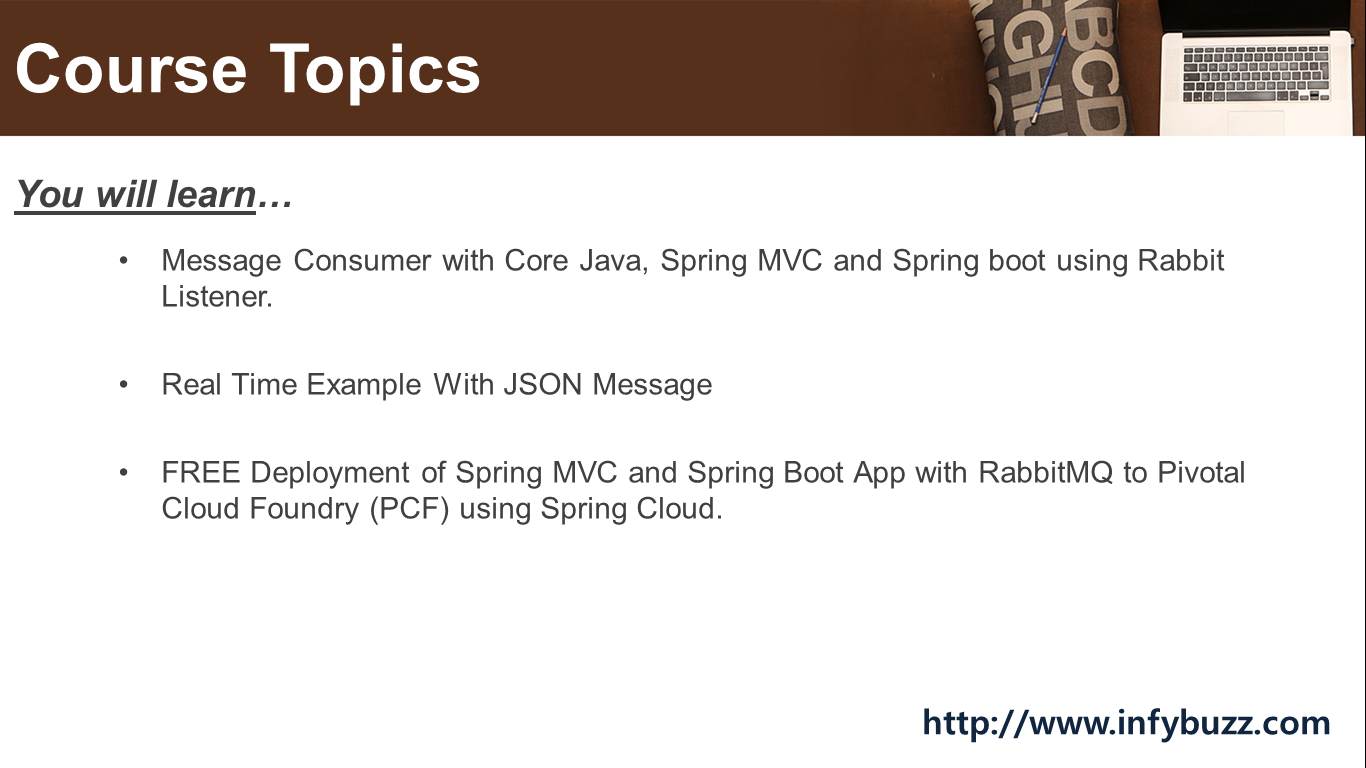 Course Topics
You will learn…
• Message Consumer with Core Java, Spring MVC and Spring boot using Rabbit
Listener.
• Real Time Example With JSON Message
• FREE Deployment of Spring MVC and Spring Boot App with RabbitMQ to Pivotal
Cloud Foundry (PCF) using Spring Cloud.
http://www.infybuzz.com